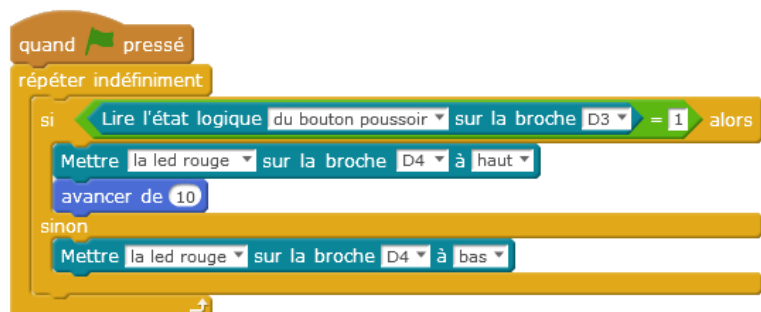 quand pressé
répéter indéfiniment
si Lire l'état logique du bouton poussoir sur la broche D3 = 1 alors
Mettre la led rouge sur la broche D4 à haut
avancer de 10
sinon
Mettre la led rouge sur la broche D4 à bas